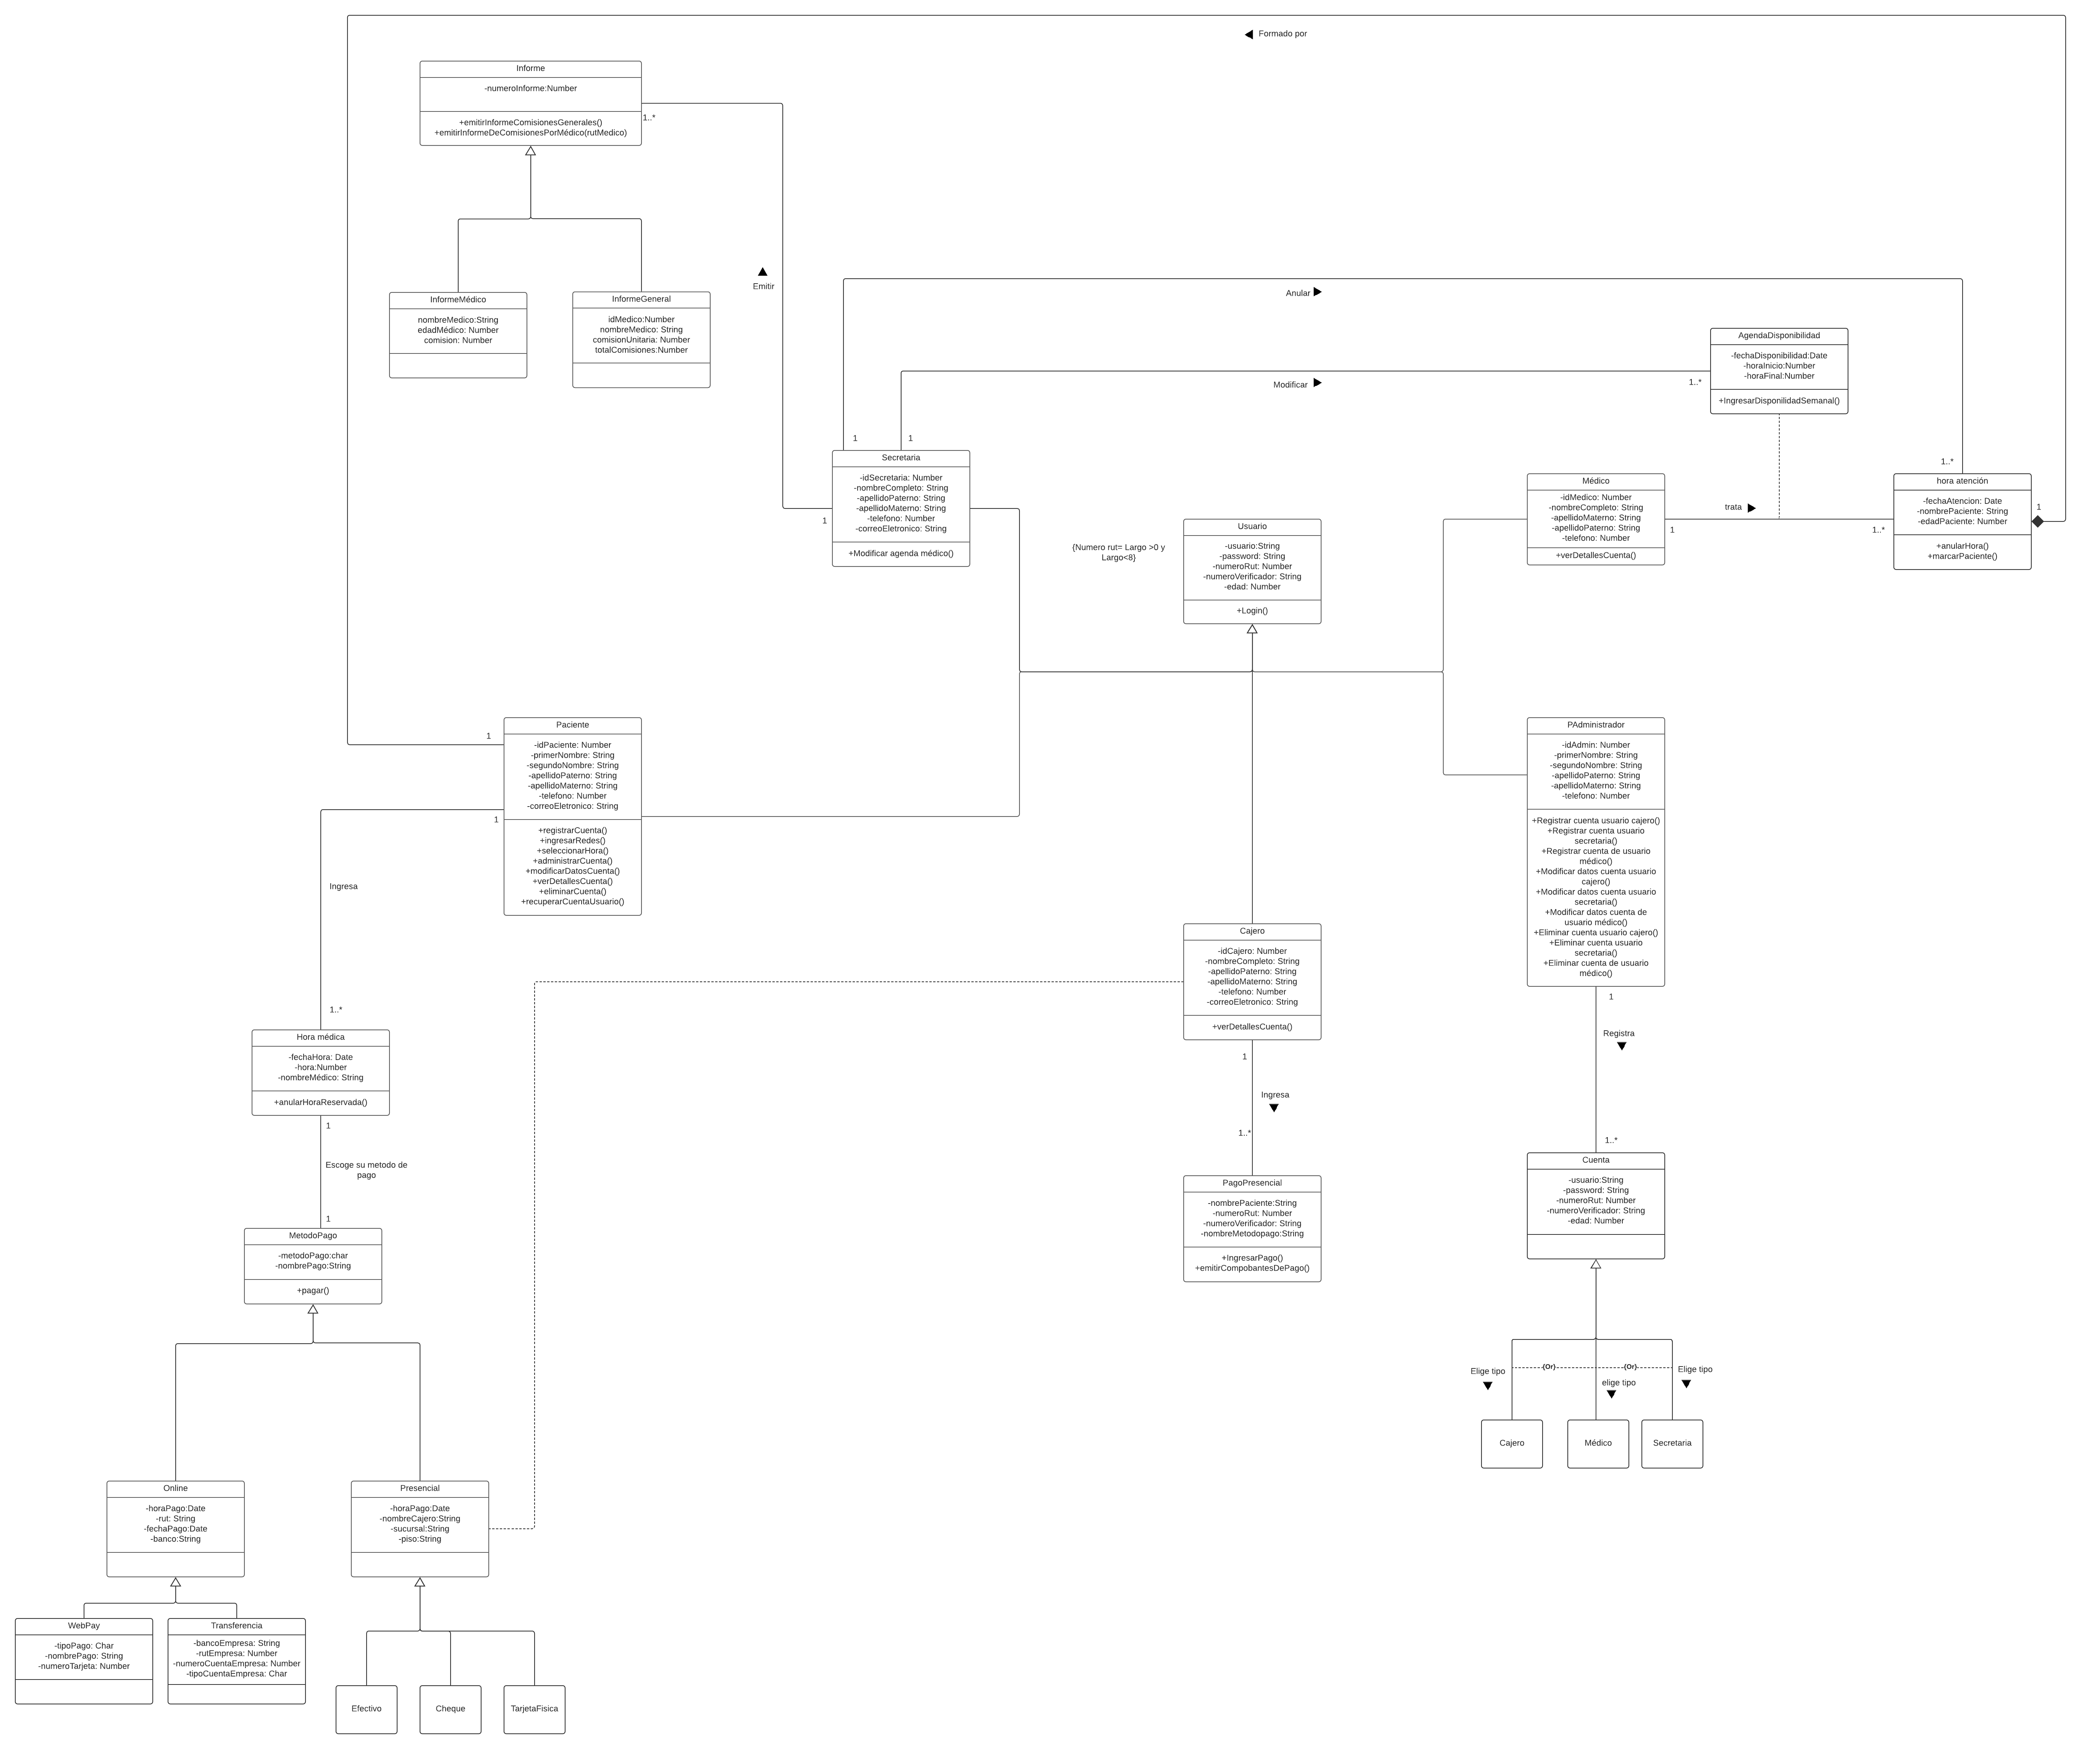 Formado por
Informe
-numeroInforme:Number
+emitirInformeComisionesGenerales()
+emitirInformeDeComisionesPorMédico(rutMedico)
1..*
Emitir
InformeMédico
nombreMedico:String
edadMédico: Number
comision: Number
InformeGeneral
idMedico:Number
nombreMedico: String
comisionUnitaria: Number
totalComisiones:Number
Anular
Modificar
AgendaDisponibilidad
-fechaDisponibilidad:Date
-horaInicio:Number
-horaFinal:Number
+IngresarDisponilidadSemanal()
1..*
1
1
1..*
Secretaria
-idSecretaria: Number
-nombreCompleto: String
-apellidoPaterno: String
-apellidoMaterno: String
-telefono: Number
-correoEletronico: String
+Modificar agenda médico()
1
{Numero rut= Largo >0 y
Largo<8}
Usuario
-usuario:String
-password: String
-numeroRut: Number
-numeroVerificador: String
-edad: Number
+Login()
Médico
-idMedico: Number
-nombreCompleto: String
-apellidoMaterno: String
-apellidoPaterno: String
-telefono: Number
+verDetallesCuenta()
trata
1
1..*
hora atención
-fechaAtencion: Date
-nombrePaciente: String
-edadPaciente: Number
+anularHora()
+marcarPaciente()
1
1
Paciente
-idPaciente: Number
-primerNombre: String
-segundoNombre: String
-apellidoPaterno: String
-apellidoMaterno: String
-telefono: Number
-correoEletronico: String
+registrarCuenta()
+ingresarRedes()
+seleccionarHora()
+administrarCuenta()
+modificarDatosCuenta()
+verDetallesCuenta()
+eliminarCuenta()
+recuperarCuentaUsuario()
1
Ingresa
1..*
PAdministrador
-idAdmin: Number
-primerNombre: String
-segundoNombre: String
-apellidoPaterno: String
-apellidoMaterno: String
-telefono: Number
+Registrar cuenta usuario cajero()
+Registrar cuenta usuario
secretaria()
+Registrar cuenta de usuario
médico()
+Modificar datos cuenta usuario
cajero()
+Modificar datos cuenta usuario
secretaria()
+Modificar datos cuenta de
usuario médico()
+Eliminar cuenta usuario cajero()
+Eliminar cuenta usuario
secretaria()
+Eliminar cuenta de usuario
médico()
1
Registra
1..*
Cajero
-idCajero: Number
-nombreCompleto: String
-apellidoPaterno: String
-apellidoMaterno: String
-telefono: Number
-correoEletronico: String
+verDetallesCuenta()
1
Ingresa
1..*
Hora médica
-fechaHora: Date
-hora:Number
-nombreMédico: String
+anularHoraReservada()
1
Escoge su metodo de
pago
1
PagoPresencial
-nombrePaciente:String
-numeroRut: Number
-numeroVerificador: String
-nombreMetodopago:String
+IngresarPago()
+emitirCompobantesDePago()
Cuenta
-usuario:String
-password: String
-numeroRut: Number
-numeroVerificador: String
-edad: Number
MetodoPago
-metodoPago:char
-nombrePago:String
+pagar()
Elige tipo
{Or}
elige tipo
{Or}
Elige tipo
Cajero
Médico
Secretaria
Online
-horaPago:Date
-rut: String
-fechaPago:Date
-banco:String
Presencial
-horaPago:Date
-nombreCajero:String
-sucursal:String
-piso:String
WebPay
-tipoPago: Char
-nombrePago: String
-numeroTarjeta: Number
Transferencia
-bancoEmpresa: String
-rutEmpresa: Number
-numeroCuentaEmpresa: Number
-tipoCuentaEmpresa: Char
Efectivo
Cheque
TarjetaFisica